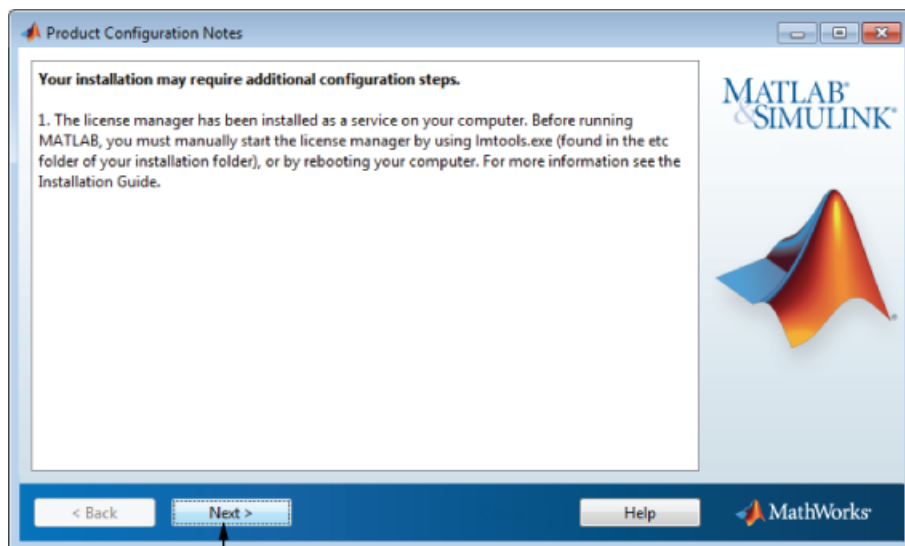 Product Configuration Notes
Your installation may require additional configuration steps.
1. The license manager has been installed as a service on your computer. Before running
MATLAB, you must manually start the license manager by using lmtools.exe (found in the etc
folder of your installation folder), or by rebooting your computer. For more information see the
Installation Guide.
MATLAB®
&SIMULINK®
< Back
Next >
Help
MathWorks®